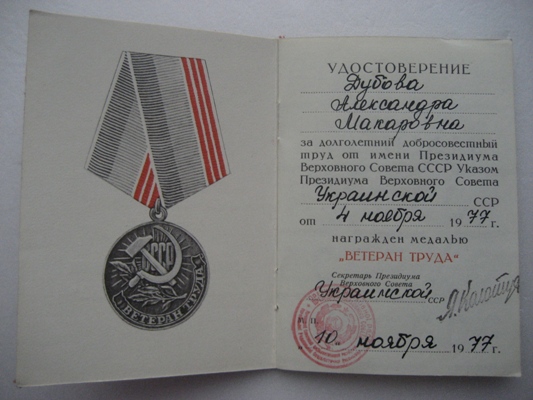 СССР
ВЕТЕРАН ТРУДА
УДОСТОВЕРЕНИЕ
Дубова
Александра
Макаровна
за долголетний добросовестный
труд от имени Президиума
Верховного Совета СССР Указом
Президиума Верховного Совета
Украинской ССР
от 4 ноября 1977 г.
награжден медалью
„ВЕТЕРАН ТРУДА“
Секретарь Президиума
Верховного Совета
Украинской ССР
М. П.
„10„ ноября 1977 г.